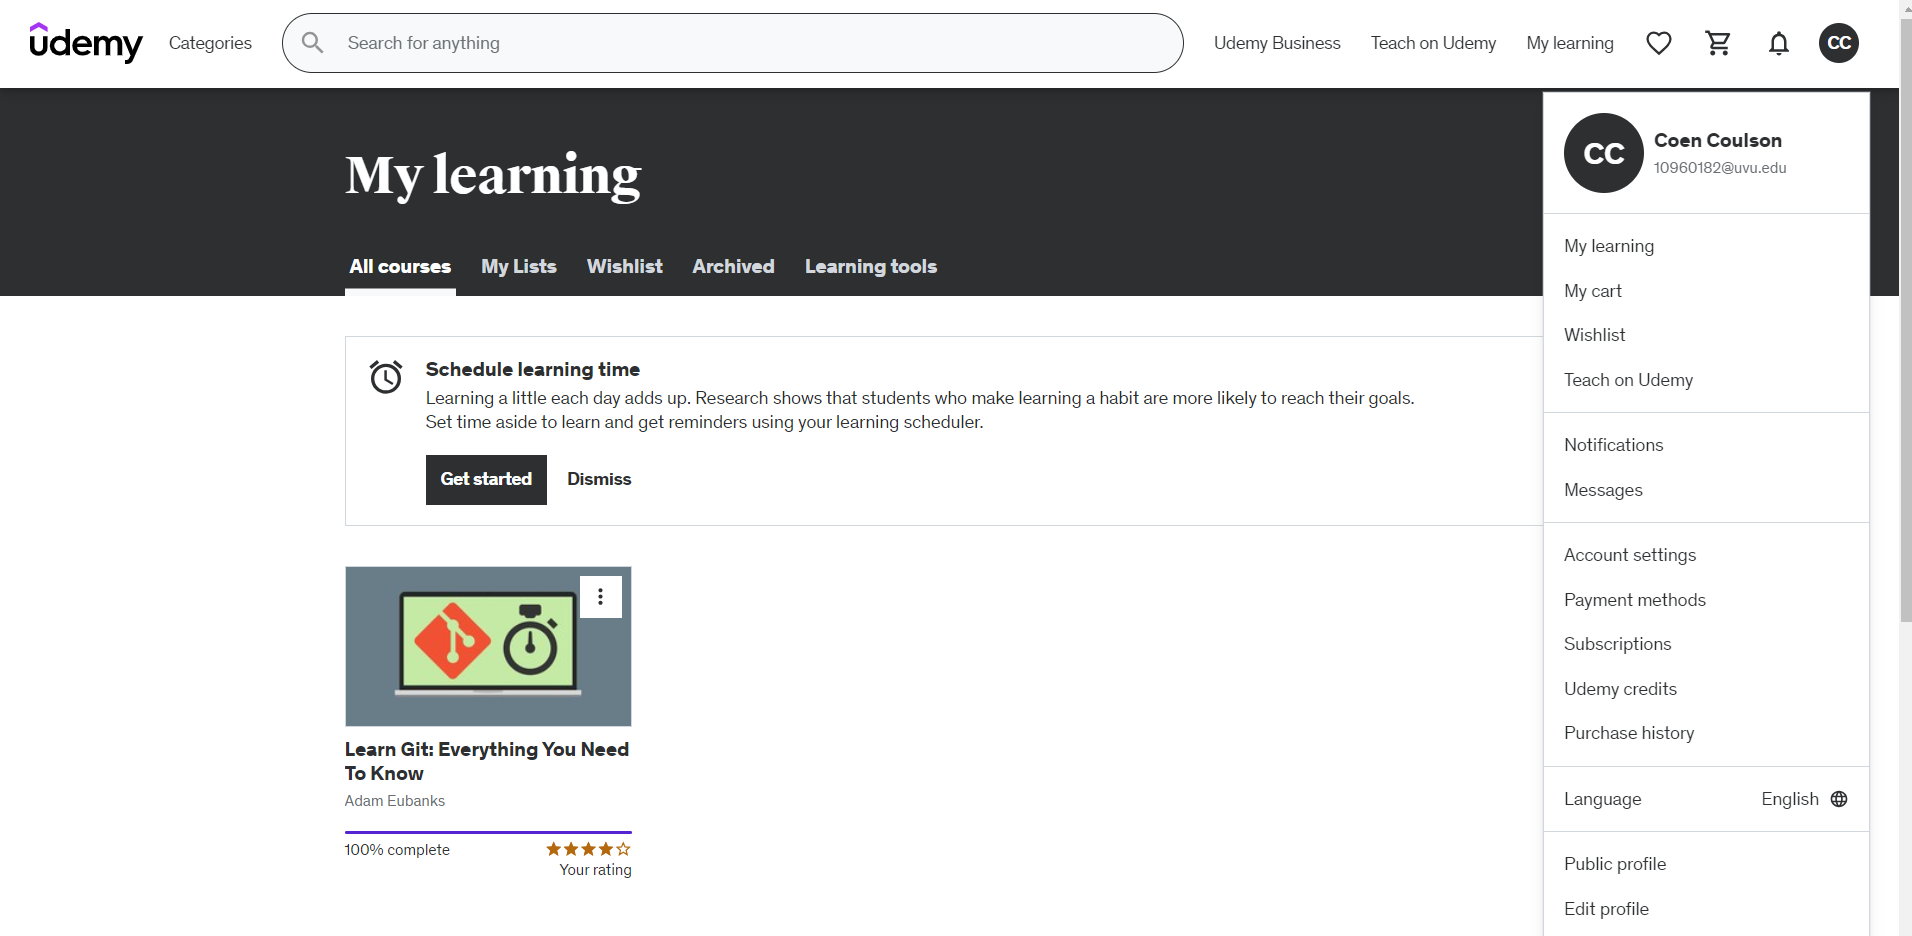 udemy
Categories
Search for anything
Udemy Business
Teach on Udemy
My learning
CC
My learning
All courses
My Lists
Wishlist
Archived
Learning tools
Schedule learning time
Learning a little each day adds up. Research shows that students who make learning a habit are more likely to reach their goals.
Set time aside to learn and get reminders using your learning scheduler.
Get started
Dismiss
Learn Git: Everything You Need
To Know
Adam Eubanks
100% complete
Your rating
CC
Coen Coulson
10960182@uvu.edu
My learning
My cart
Wishlist
Teach on Udemy
Notifications
Messages
Account settings
Payment methods
Subscriptions
Udemy credits
Purchase history
Language
English
Public profile
Edit profile